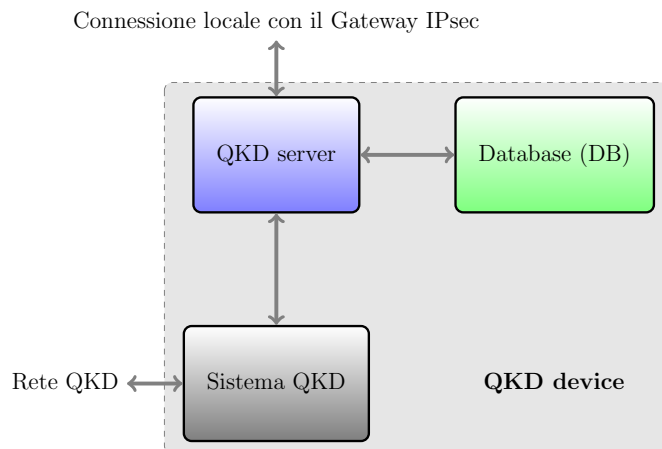 Connessione locale con il Gateway IPsec
QKD server
Database (DB)
Rete QKD
Sistema QKD
QKD device